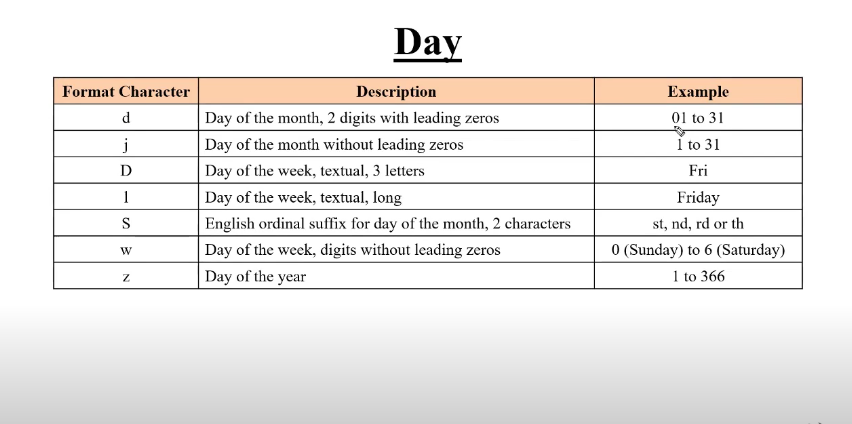 Day
Format Character Description Example
d Day of the month, 2 digits with leading zeros 01 to 31
j Day of the month without leading zeros 1 to 31
D Day of the week, textual, 3 letters Fri
l Day of the week, textual, long Friday
S English ordinal suffix for day of the month, 2 characters st, nd, rd or th
w Day of the week, digits without leading zeros 0 (Sunday) to 6 (Saturday)
z Day of the year 1 to 366